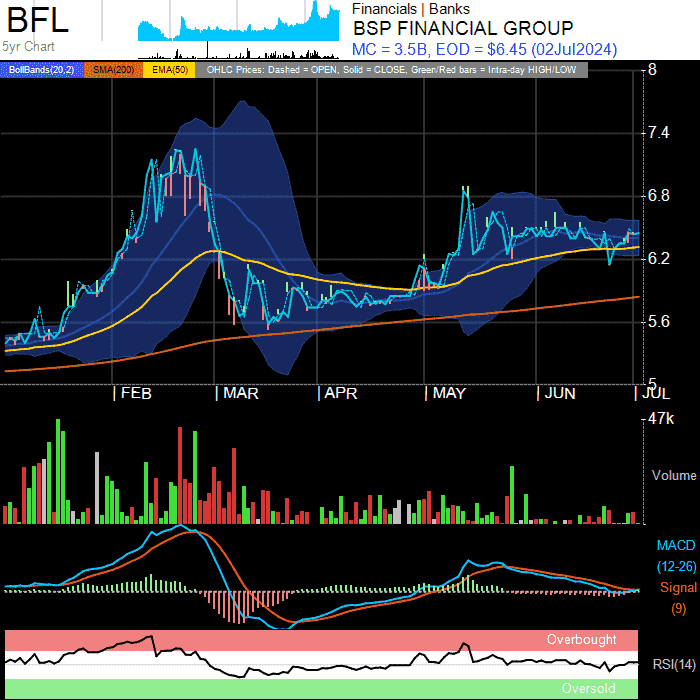 BFL
5yr Chart
Financials | Banks
BSP FINANCIAL GROUP
MC = 3.5B, EOD = $6.45 (02Jul2024)
BollBands(20,2) SMA(200) EMA(50) OHLC Prices: Dashed = OPEN, Solid = CLOSE, Green/Red bars = Intra-day HIGH/LOW
8
7.4
6.8
6.2
5.6
5
| FEB | MAR | APR | MAY | JUN | JUL
47k
Volume
MACD
(12-26)
Signal
(9)
Overbought
RSI(14)
Oversold